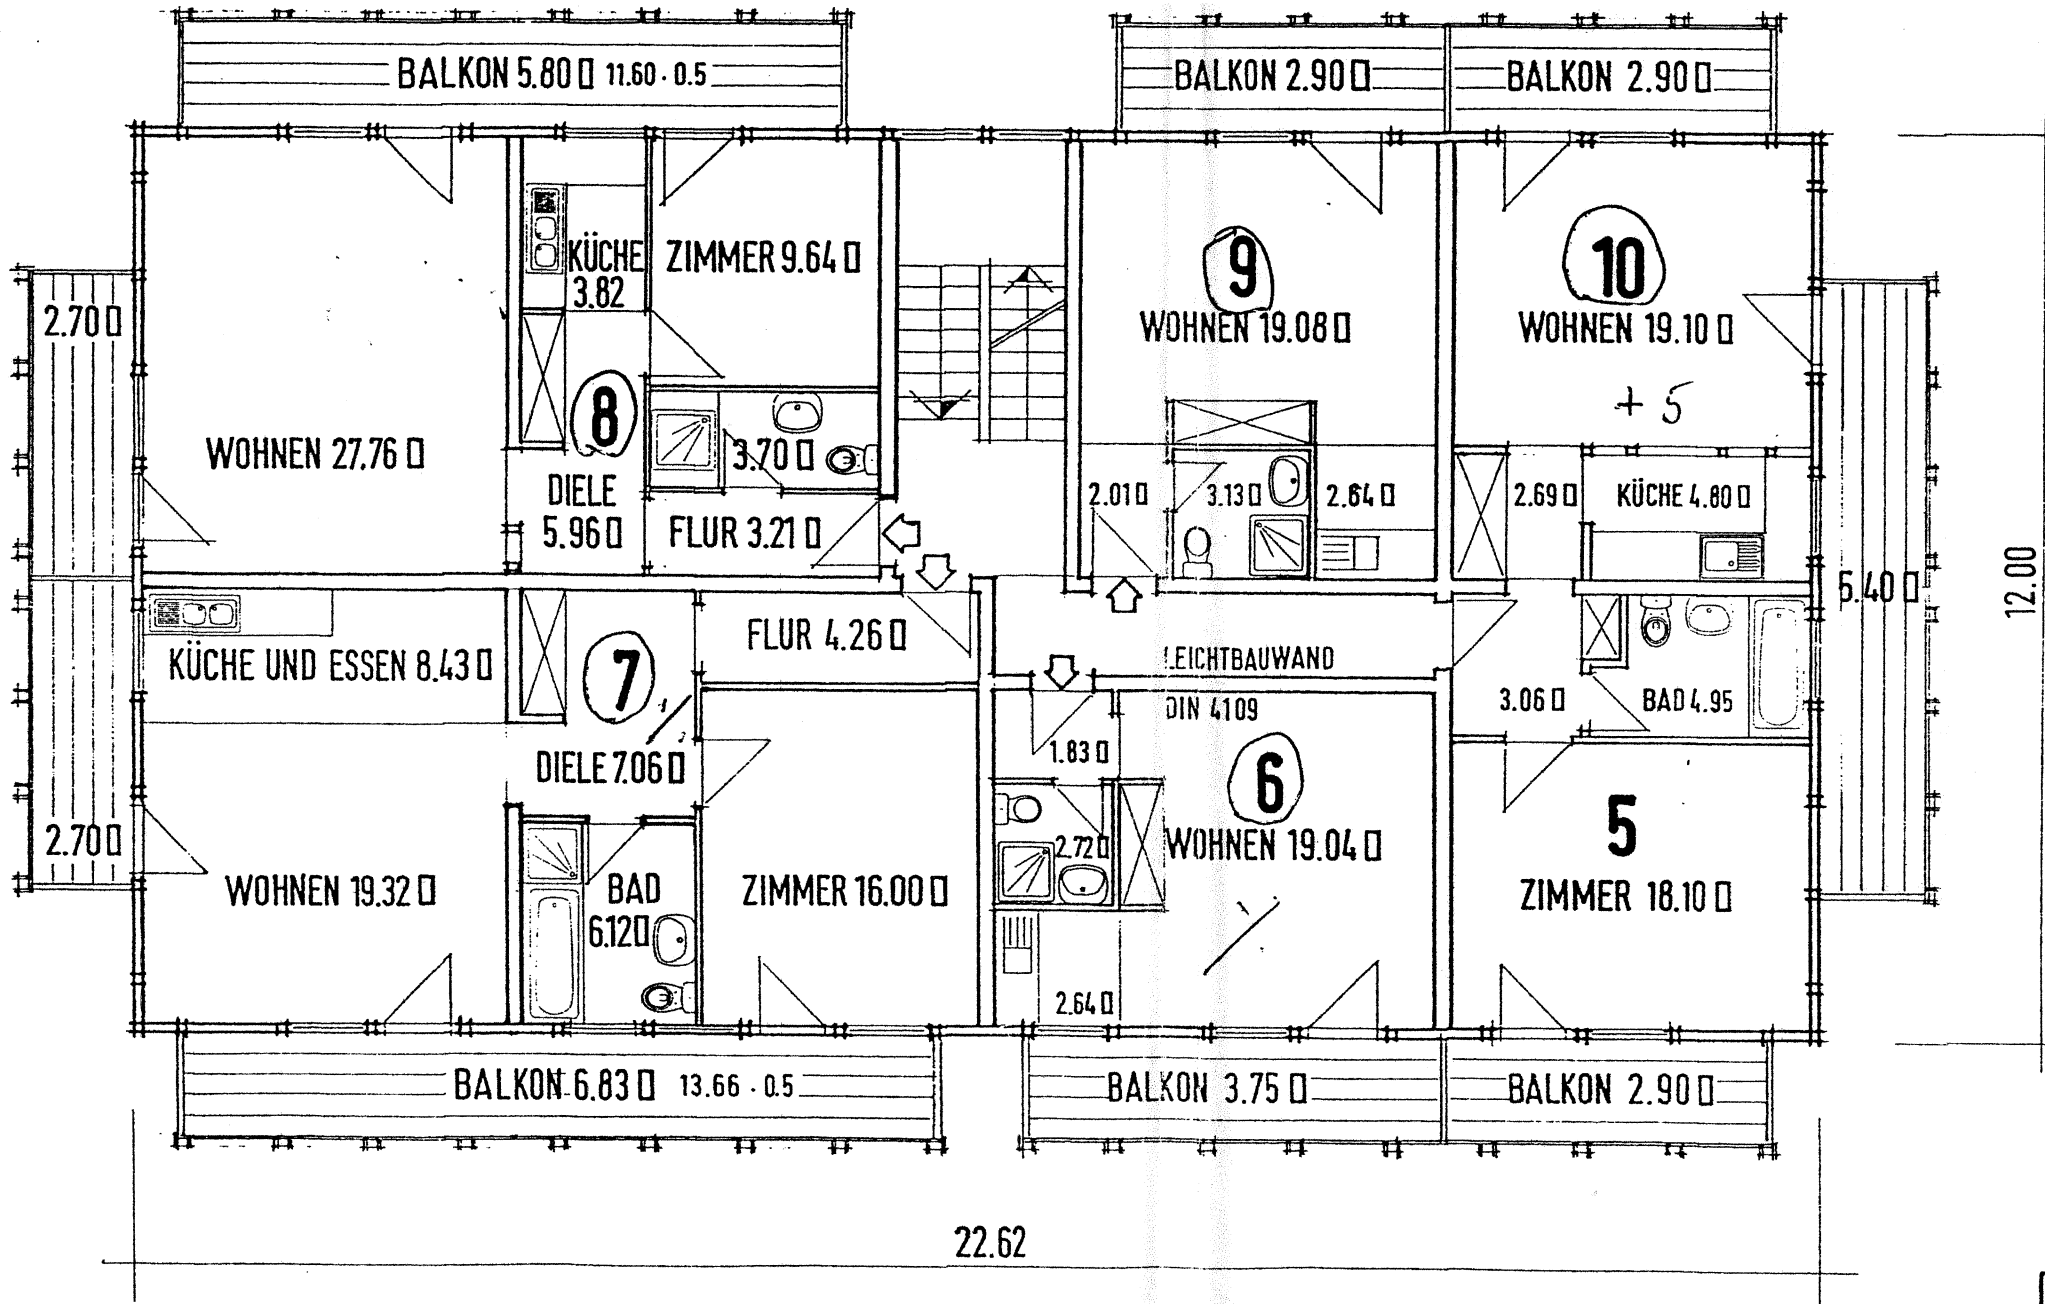 BALKON 5.80 □ 11.60 · 0.5
BALKON 2.90 □
BALKON 2.90 □
2.70 □
KÜCHE
3.82
ZIMMER 9.64 □
9
WOHNEN 19.08 □
10
WOHNEN 19.10 □
+ 5
WOHNEN 27.76 □
8
3.70 □
DIELE
5.96 □
FLUR 3.21 □
2.01 □
3.13 □
2.64 □
2.69 □
KÜCHE 4.80 □
5.40 □
12.00
KÜCHE UND ESSEN 8.43 □
7
FLUR 4.26 □
LEICHTBAUWAND
DIN 4109
3.06 □
BAD 4.95
DIELE 7.06 □
1.83 □
6
2.70 □
2.72 □
WOHNEN 19.04 □
5
WOHNEN 19.32 □
BAD
6.12 □
ZIMMER 16.00 □
ZIMMER 18.10 □
2.64 □
BALKON 6.83 □ 13.66 · 0.5
BALKON 3.75 □
BALKON 2.90 □
22.62